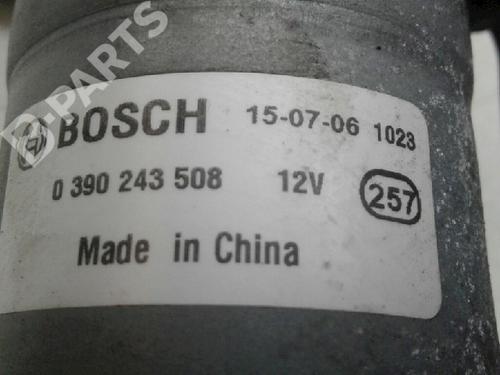 B-PARTS
BOSCH 15-07-06 1023
0 390 243 508 12V 257
Made in China